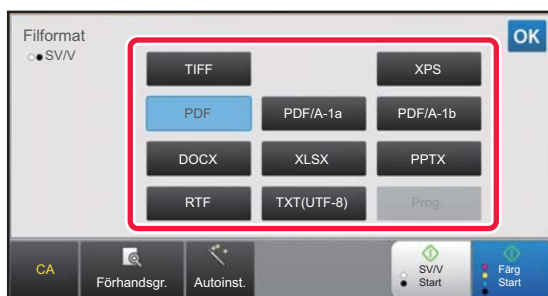 Filformat
SV/V
OK
TIFF
XPS
PDF
PDF/A-1a
PDF/A-1b
DOCX
XLSX
PPTX
RTF
TXT(UTF-8)
Prog.
CA
Förhandsgr.
Autoinst.
SV/V
Start
Färg
Start